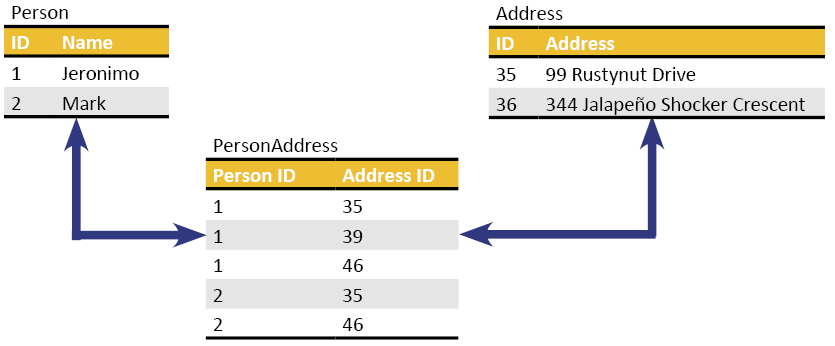 Person
ID Name
1 Jeronimo
2 Mark
Address
ID Address
35 99 Rustynut Drive
36 344 Jalapeño Shocker Crescent
PersonAddress
Person ID Address ID
1 35
1 39
1 46
2 35
2 46